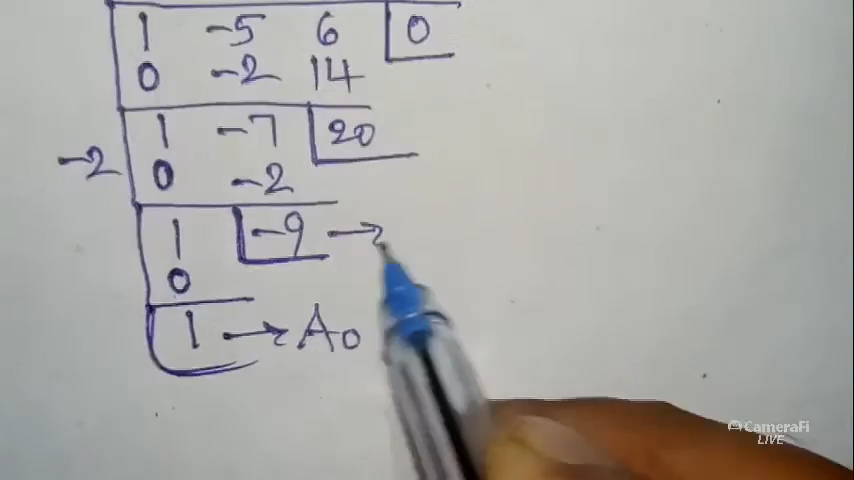 1 -5 6 0
0 -2 14
1 -7 20
-2
0 -2
1 -9 →
0
1 → A0
CameraFi
LIVE